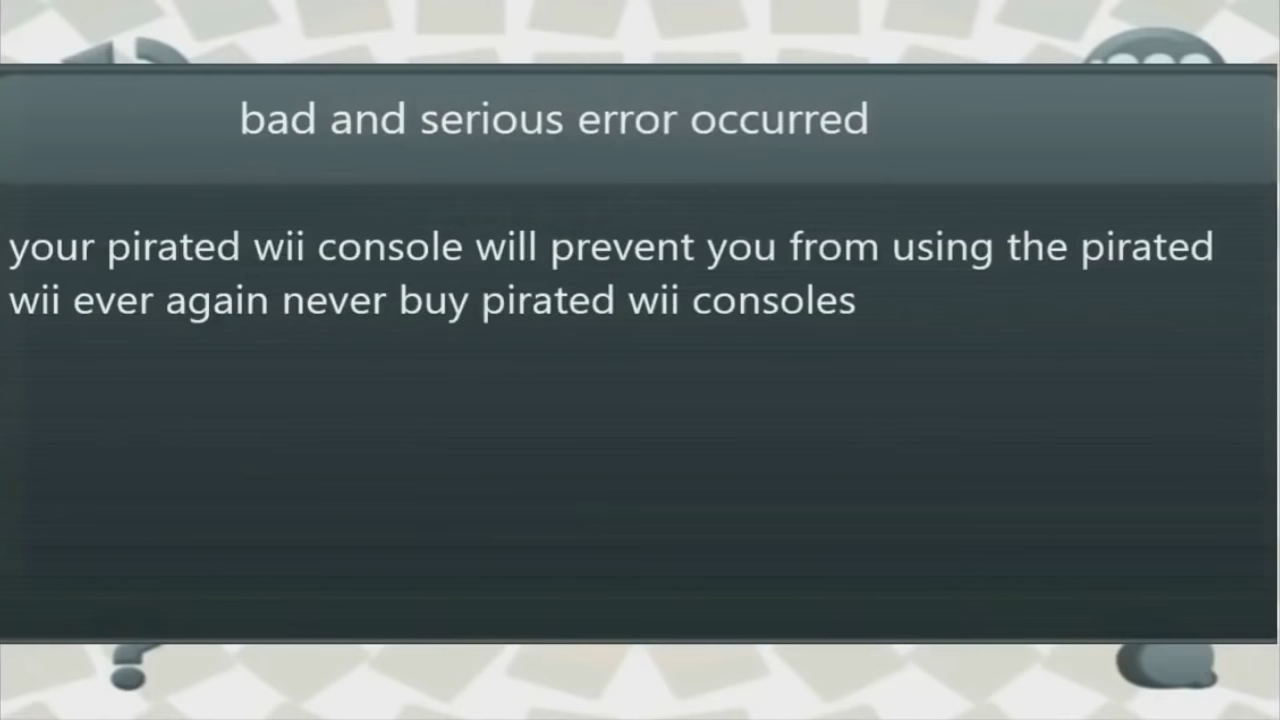 bad and serious error occurred
your pirated wii console will prevent you from using the pirated
wii ever again never buy pirated wii consoles